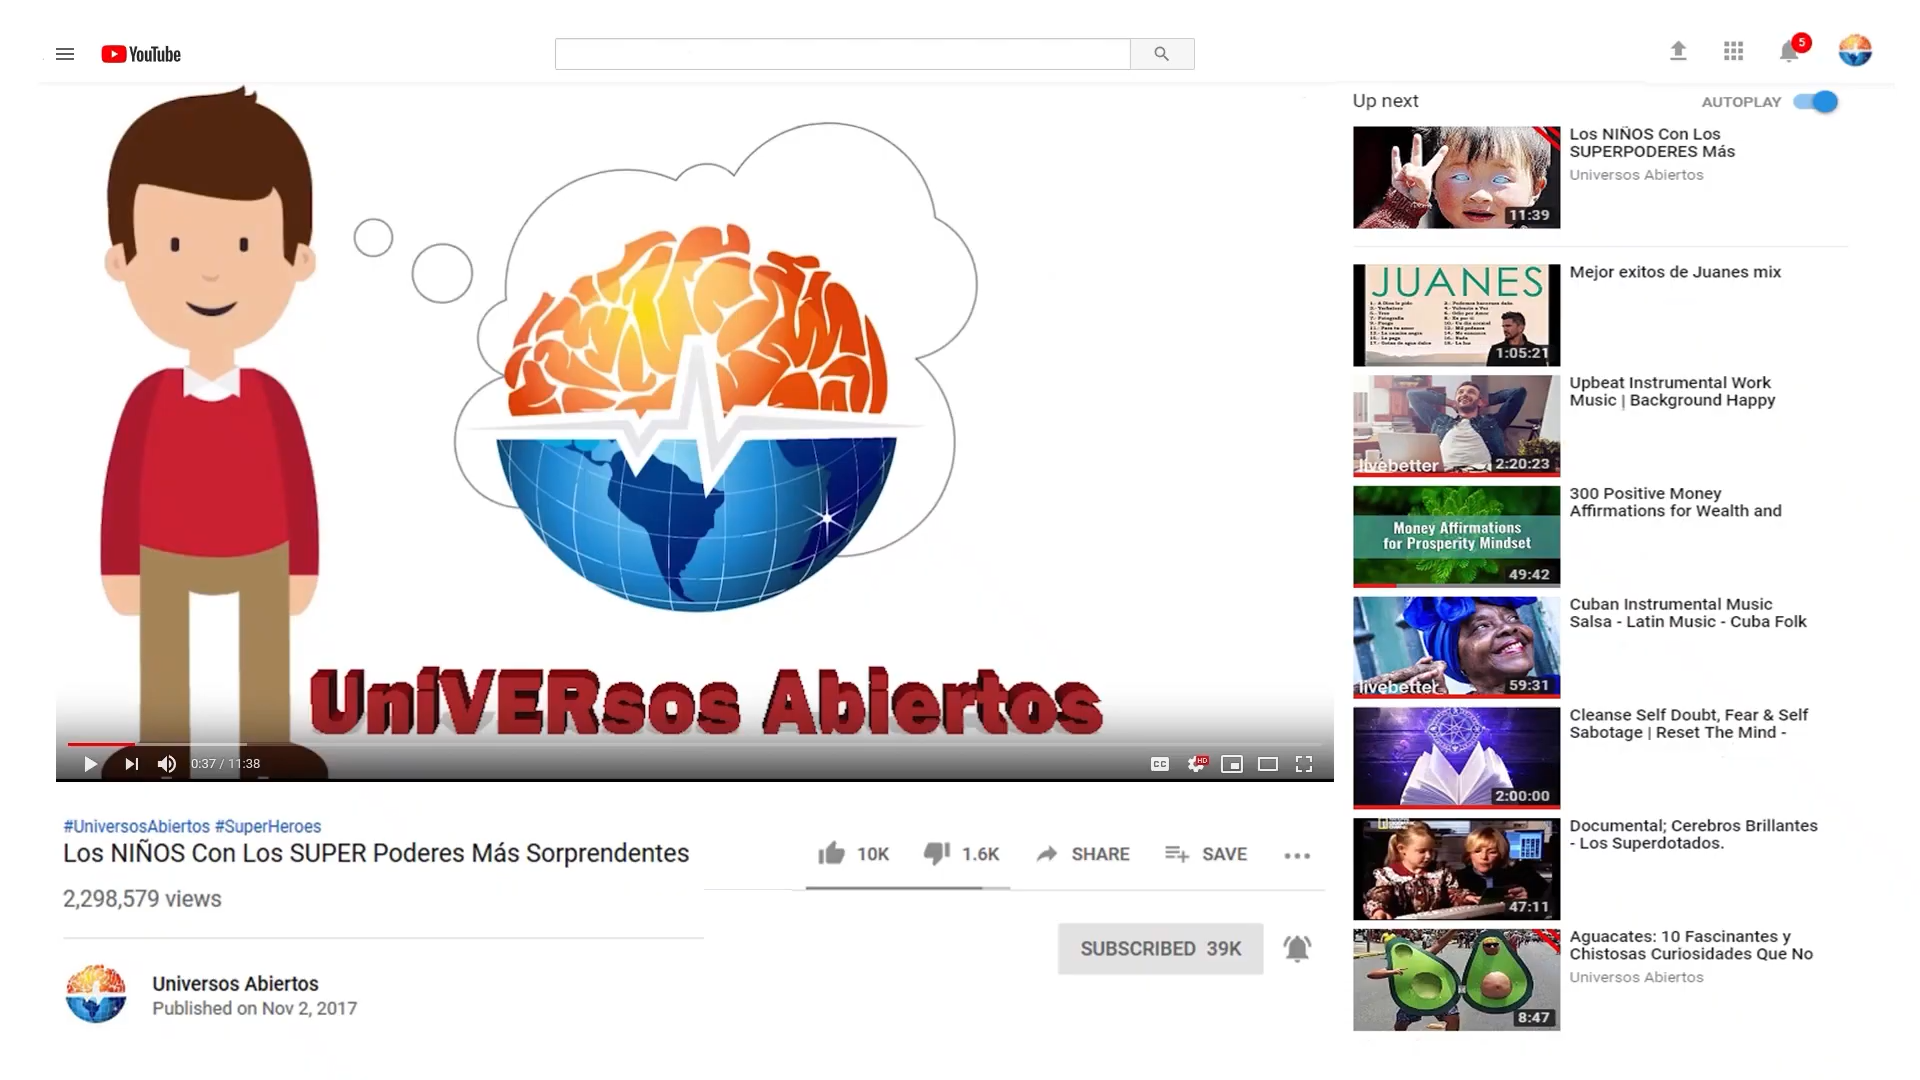 YouTube
5
Up next
AUTOPLAY
Los NIÑOS Con Los
SUPERPODERES Más
Universos Abiertos
11:39
JUANES
1:05:21
Mejor exitos de Juanes mix
Upbeat Instrumental Work
Music | Background Happy
livebetter
2:20:23
300 Positive Money
Affirmations for Wealth and
Money Affirmations
for Prosperity Mindset
49:42
Cuban Instrumental Music
Salsa - Latin Music - Cuba Folk
livebetter
59:31
Cleanse Self Doubt, Fear & Self
Sabotage | Reset The Mind -
2:00:00
Documental; Cerebros Brillantes
- Los Superdotados.
47:11
Aguacates: 10 Fascinantes y
Chistosas Curiosidades Que No
Universos Abiertos
8:47
UníVERsos Abiertos
0:37 / 11:38
CC
HD
#UniversosAbiertos #SuperHeroes
Los NIÑOS Con Los SUPER Poderes Más Sorprendentes
10K
1.6K
SHARE
SAVE
2,298,579 views
SUBSCRIBED 39K
Universos Abiertos
Published on Nov 2, 2017